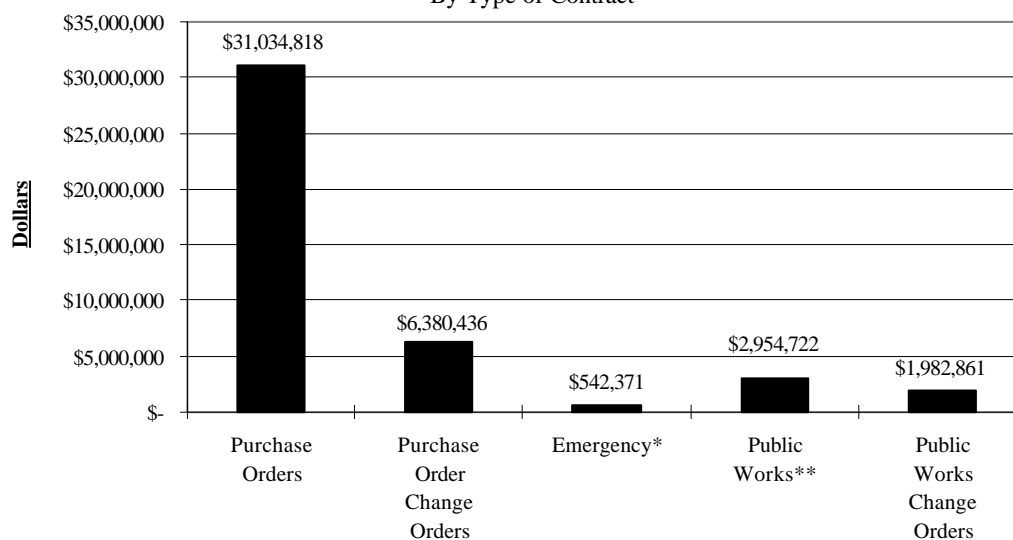 By Type of Contract
$35,000,000
$30,000,000
$25,000,000
$20,000,000
$15,000,000
$10,000,000
$5,000,000
$-
Dollars
$31,034,818
$6,380,436
$542,371
$2,954,722
$1,982,861
Purchase
Orders
Purchase
Order
Change
Orders
Emergency*
Public
Works**
Public
Works
Change
Orders